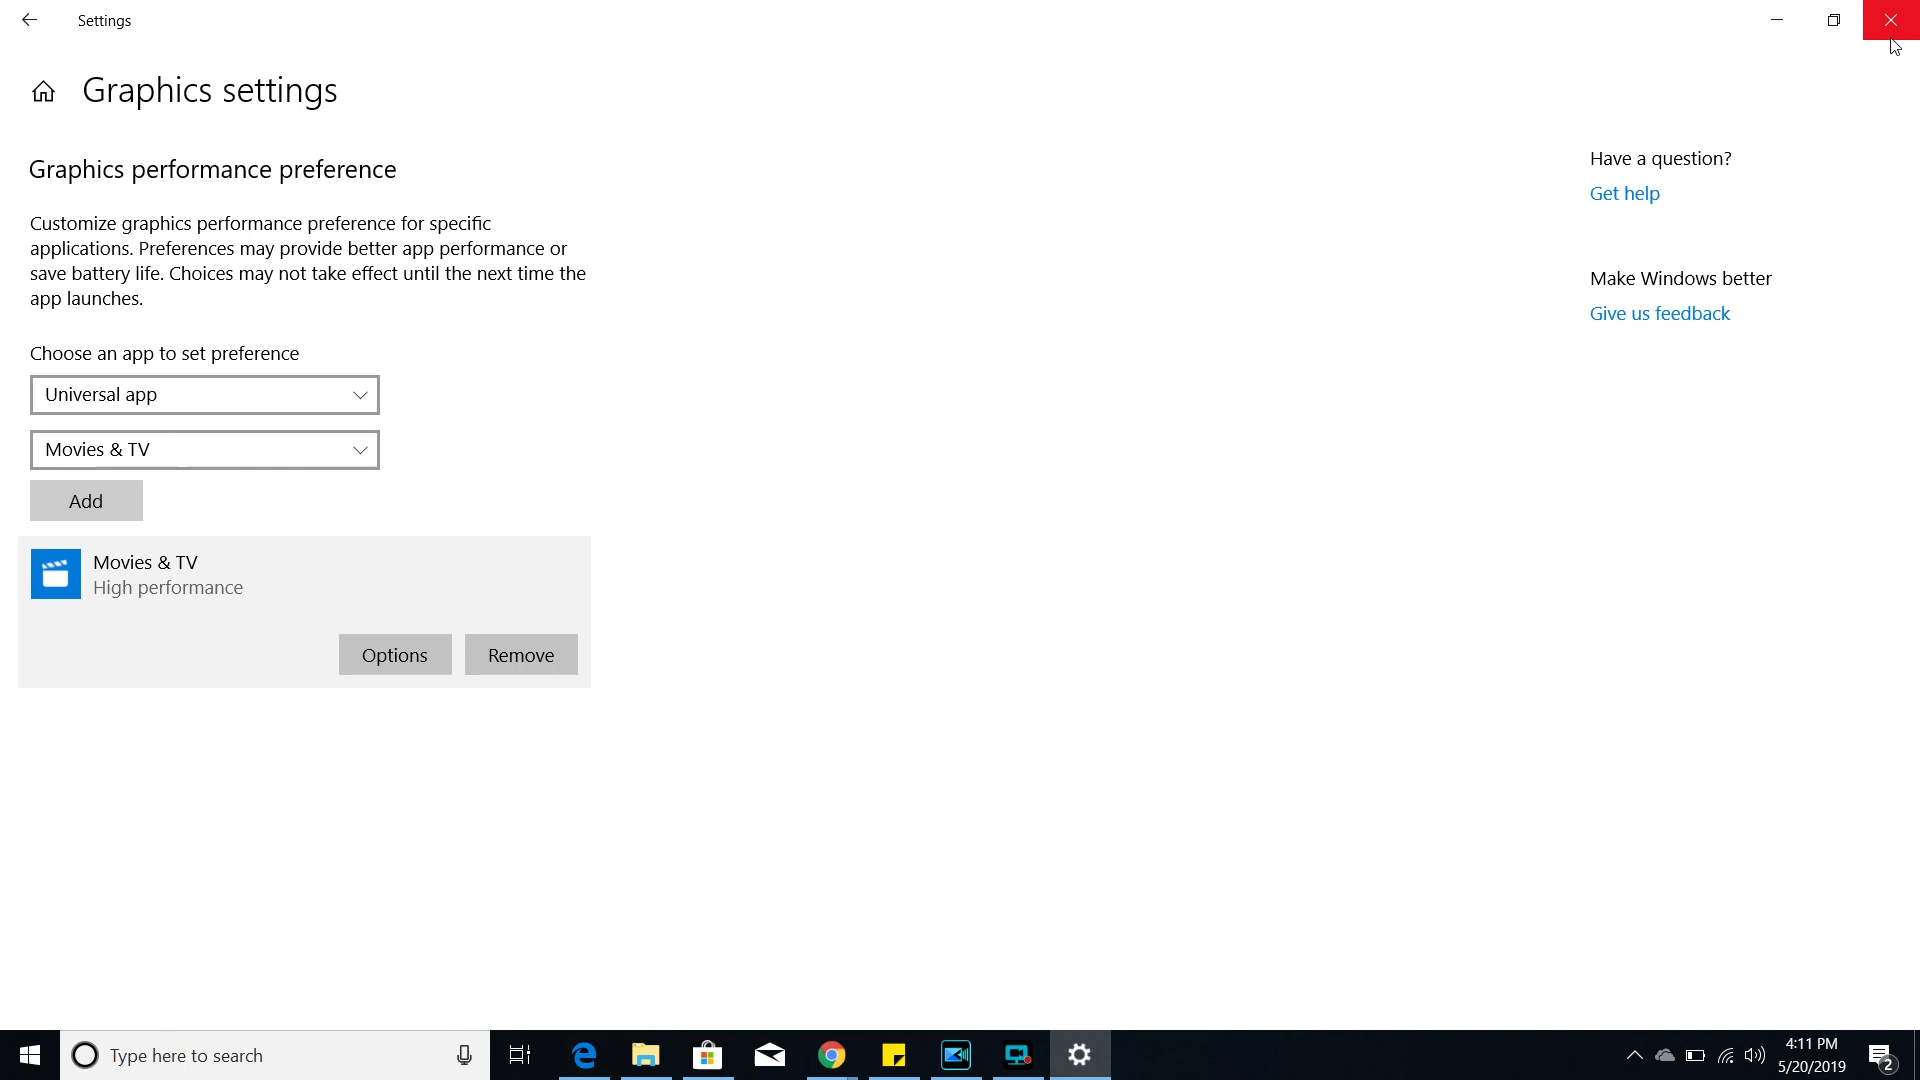 Settings
Graphics settings
Graphics performance preference
Customize graphics performance preference for specific
applications. Preferences may provide better app performance or
save battery life. Choices may not take effect until the next time the
app launches.
Choose an app to set preference
Universal app
Movies & TV
Add
Movies & TV
High performance
Options
Remove
Have a question?
Get help
Make Windows better
Give us feedback
Type here to search
4:11 PM
5/20/2019
2